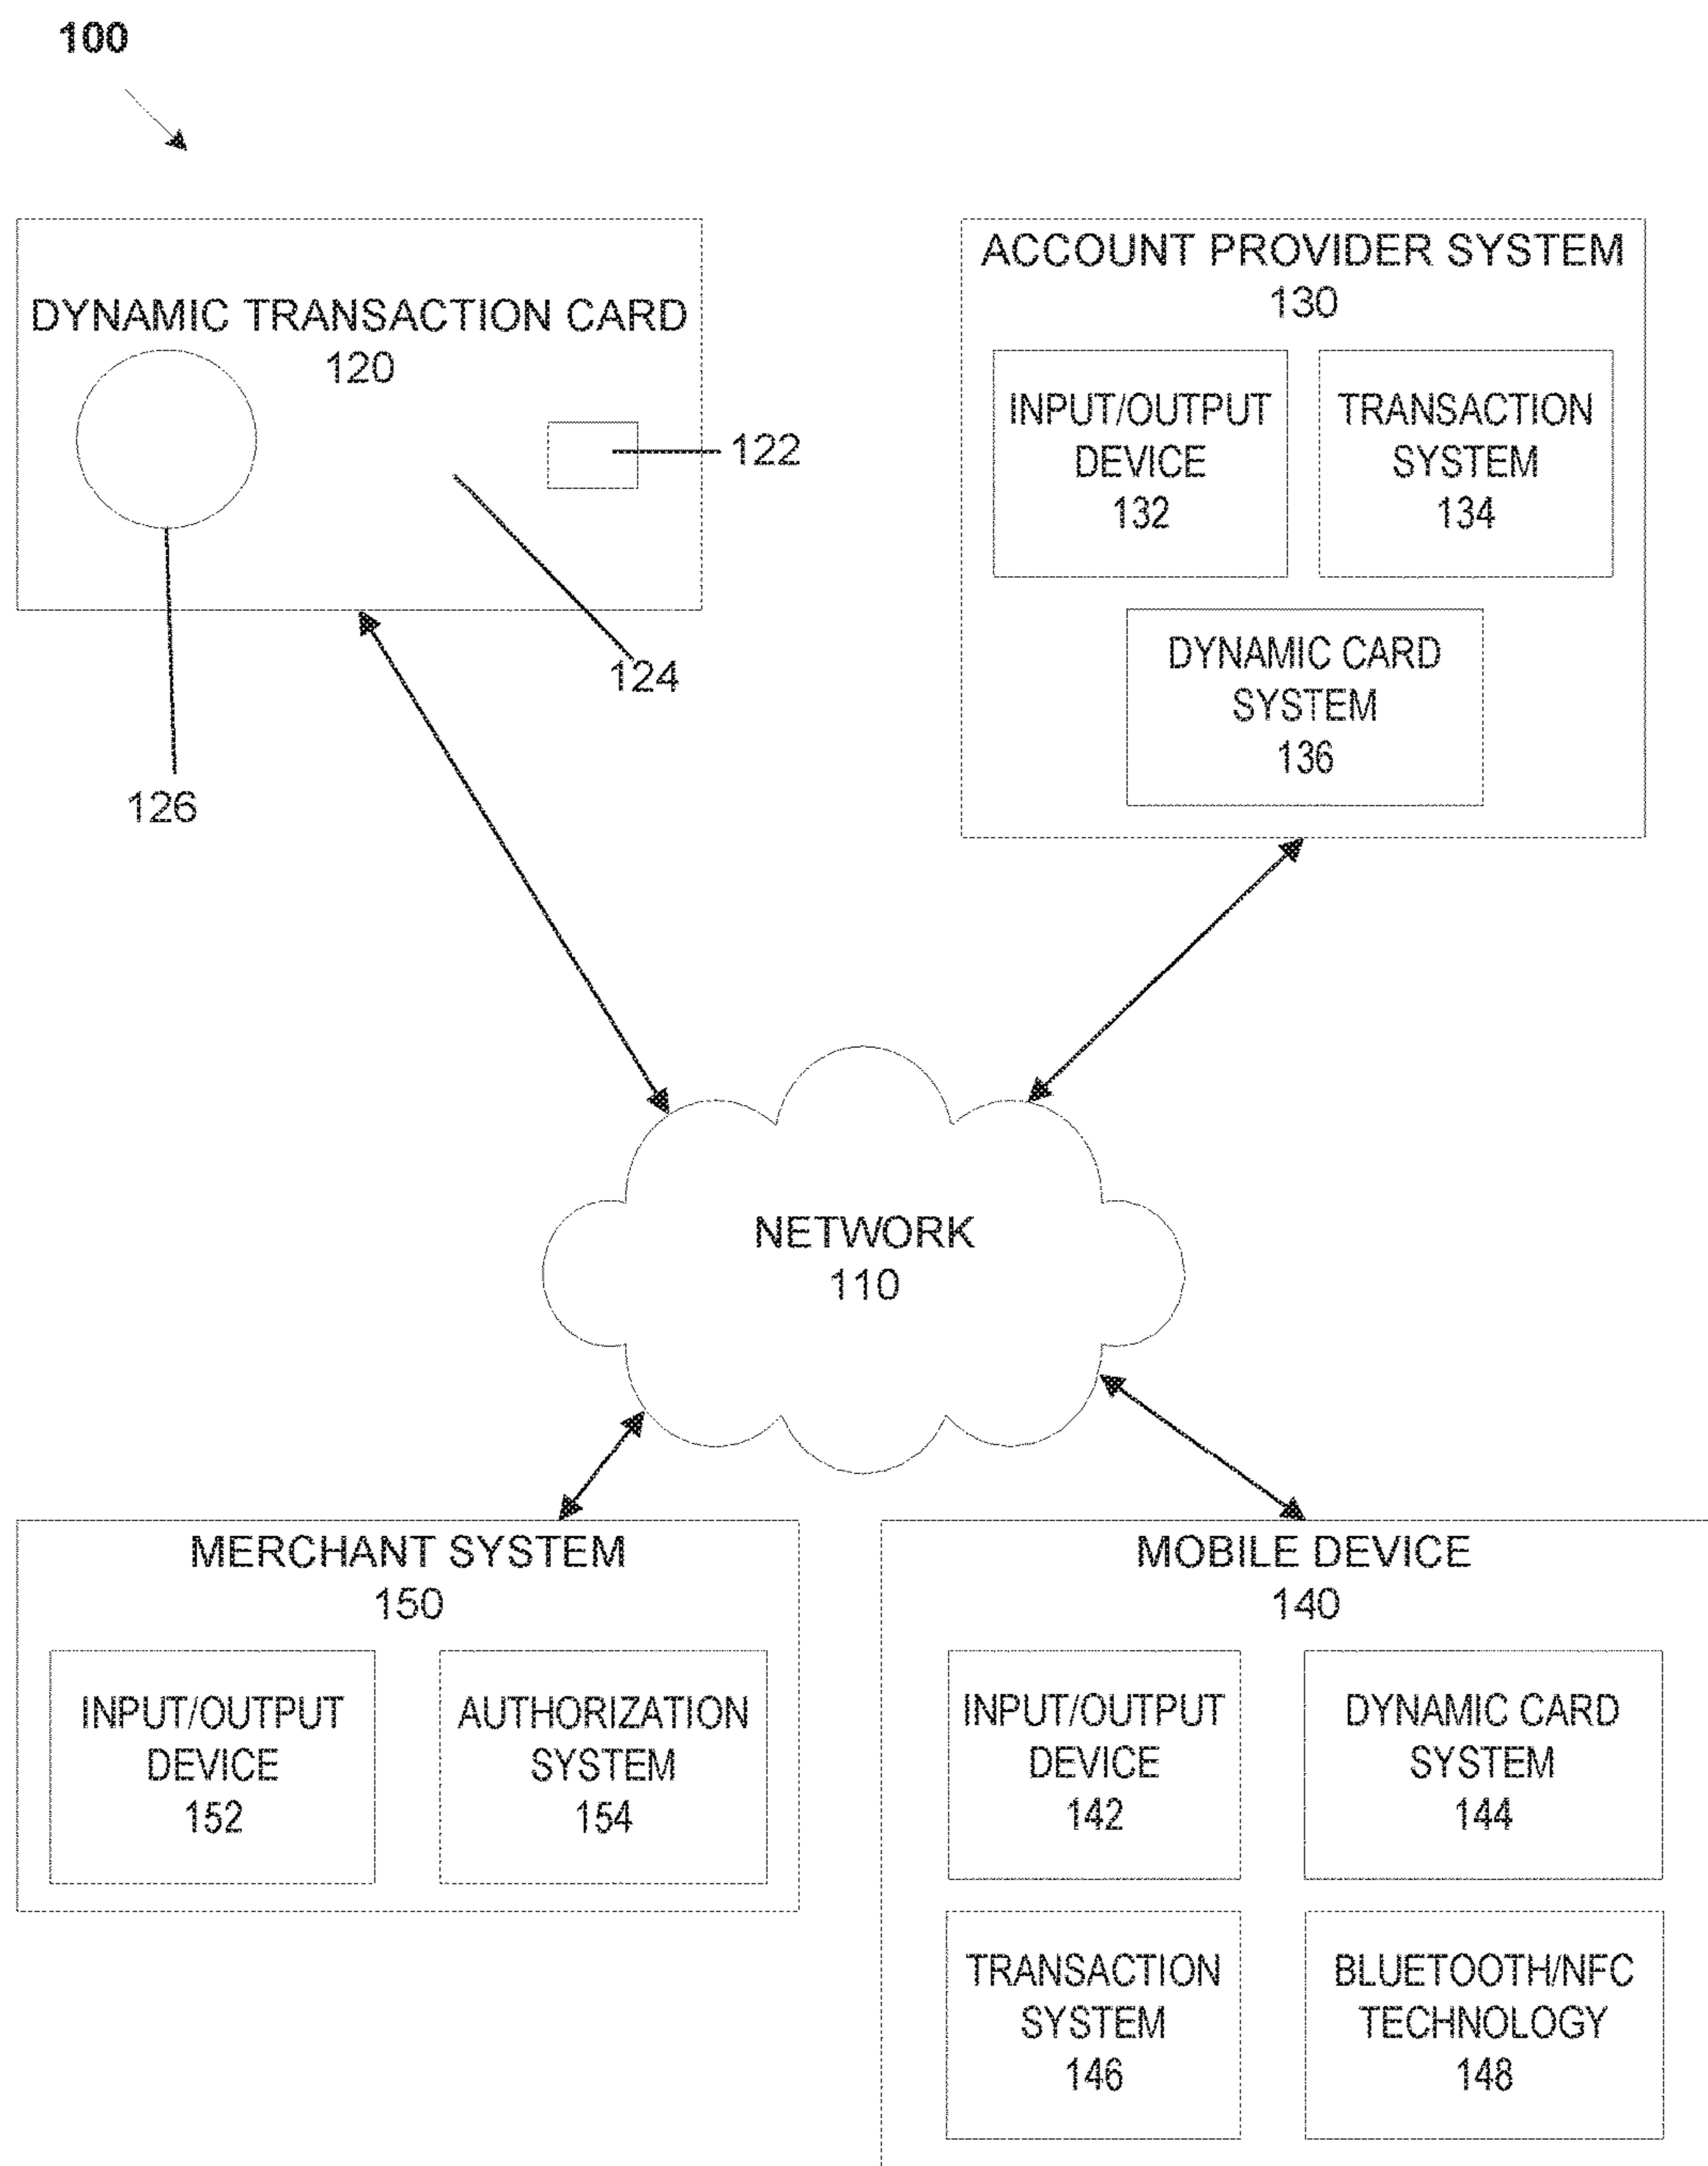 100
DYNAMIC TRANSACTION CARD
120
122
124
126
ACCOUNT PROVIDER SYSTEM
130
INPUT/OUTPUT
DEVICE
132
TRANSACTION
SYSTEM
134
DYNAMIC CARD
SYSTEM
136
NETWORK
110
MERCHANT SYSTEM
150
INPUT/OUTPUT
DEVICE
152
AUTHORIZATION
SYSTEM
154
MOBILE DEVICE
140
INPUT/OUTPUT
DEVICE
142
DYNAMIC CARD
SYSTEM
144
TRANSACTION
SYSTEM
146
BLUETOOTH/NFC
TECHNOLOGY
148